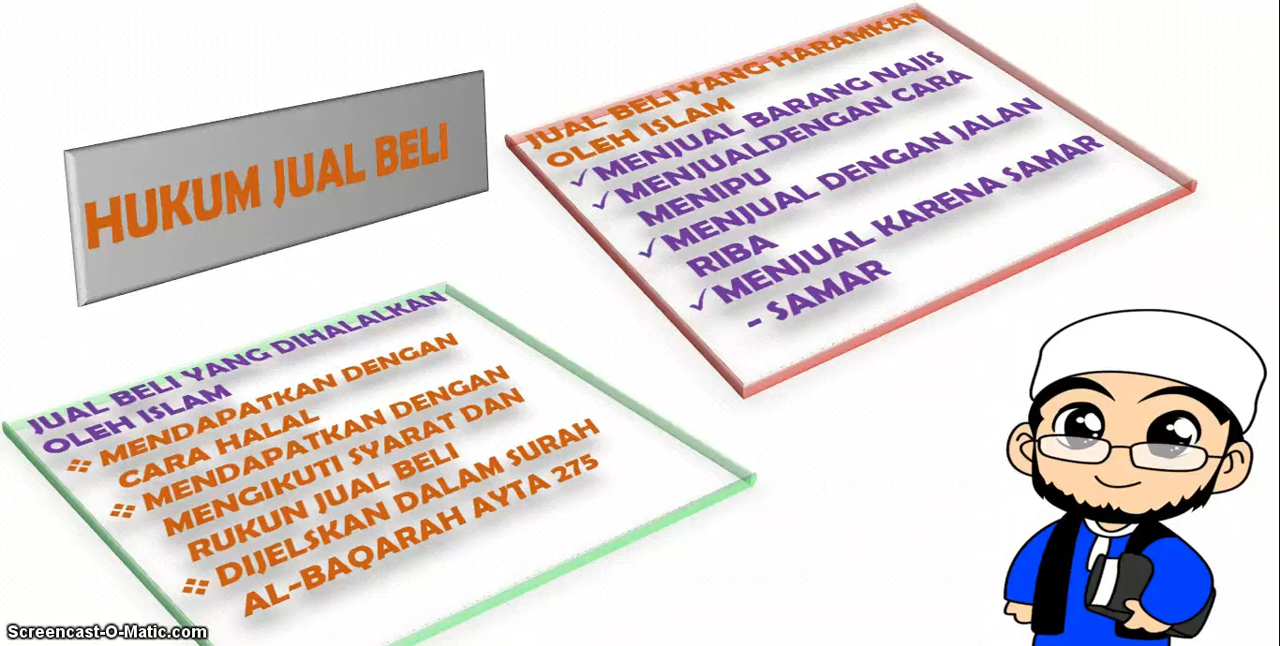 HUKUM JUAL BELI
JUAL BELI YANG HARAMKAN
OLEH ISLAM
MENJUAL BARANG NAJIS
MENJUALDENGAN CARA
MENIPU
MENJUAL DENGAN JALAN
RIBA
MENJUAL KARENA SAMAR
- SAMAR
JUAL BELI YANG DIHALALKAN
OLEH ISLAM
MENDAPATKAN DENGAN
CARA HALAL
MENDAPATKAN DENGAN
MENGIKUTI SYARAT DAN
RUKUN JUAL BELI
DIJELSKAN DALAM SURAH
AL-BAQARAH AYTA 275
Screencast-O-Matic.com